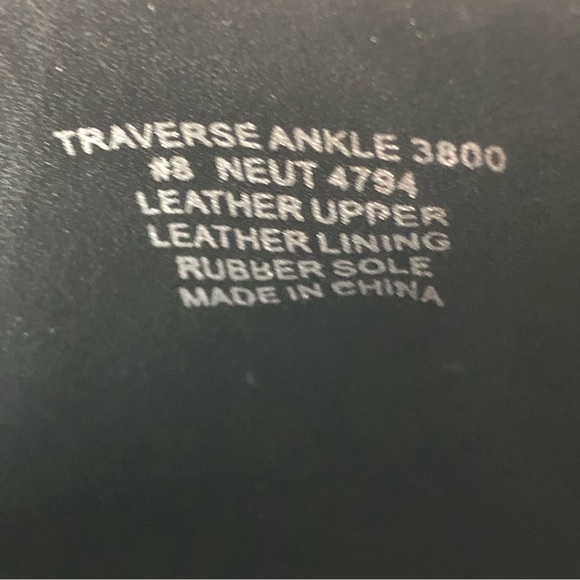 TRAVERSE ANKLE 3800
#8 NEUT 4794
LEATHER UPPER
LEATHER LINING
RUBBER SOLE
MADE IN CHINA